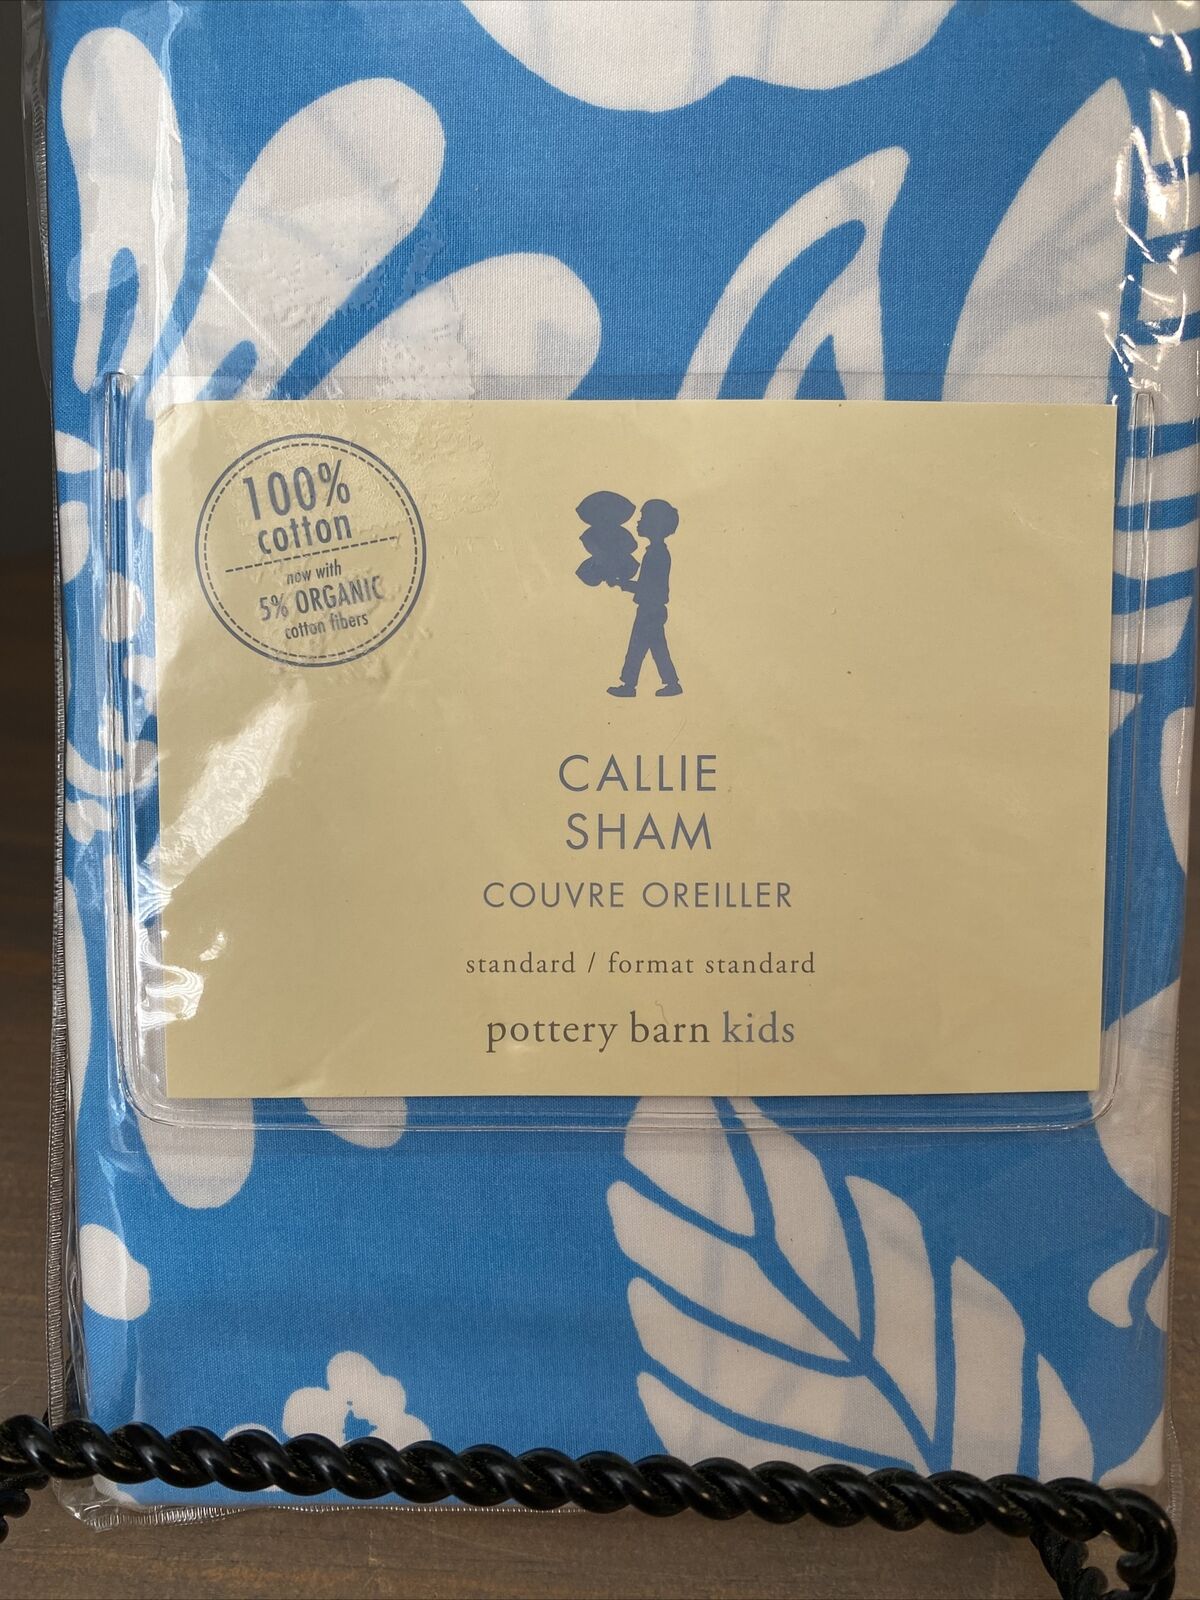 100%
cotton
now with
5% ORGANIC
cotton fibers
CALLIE
SHAM
COUVRE OREILLER
standard / format standard
pottery barn kids